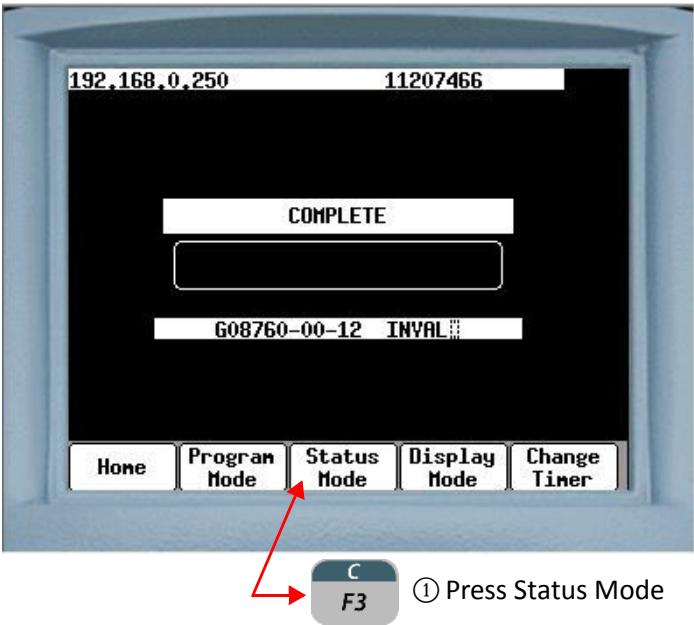 192.168.0.250 11207466
COMPLETE
G08760-00-12 INVAL
Home Program Mode Status Mode Display Mode Change Timer
C
F3
① Press Status Mode